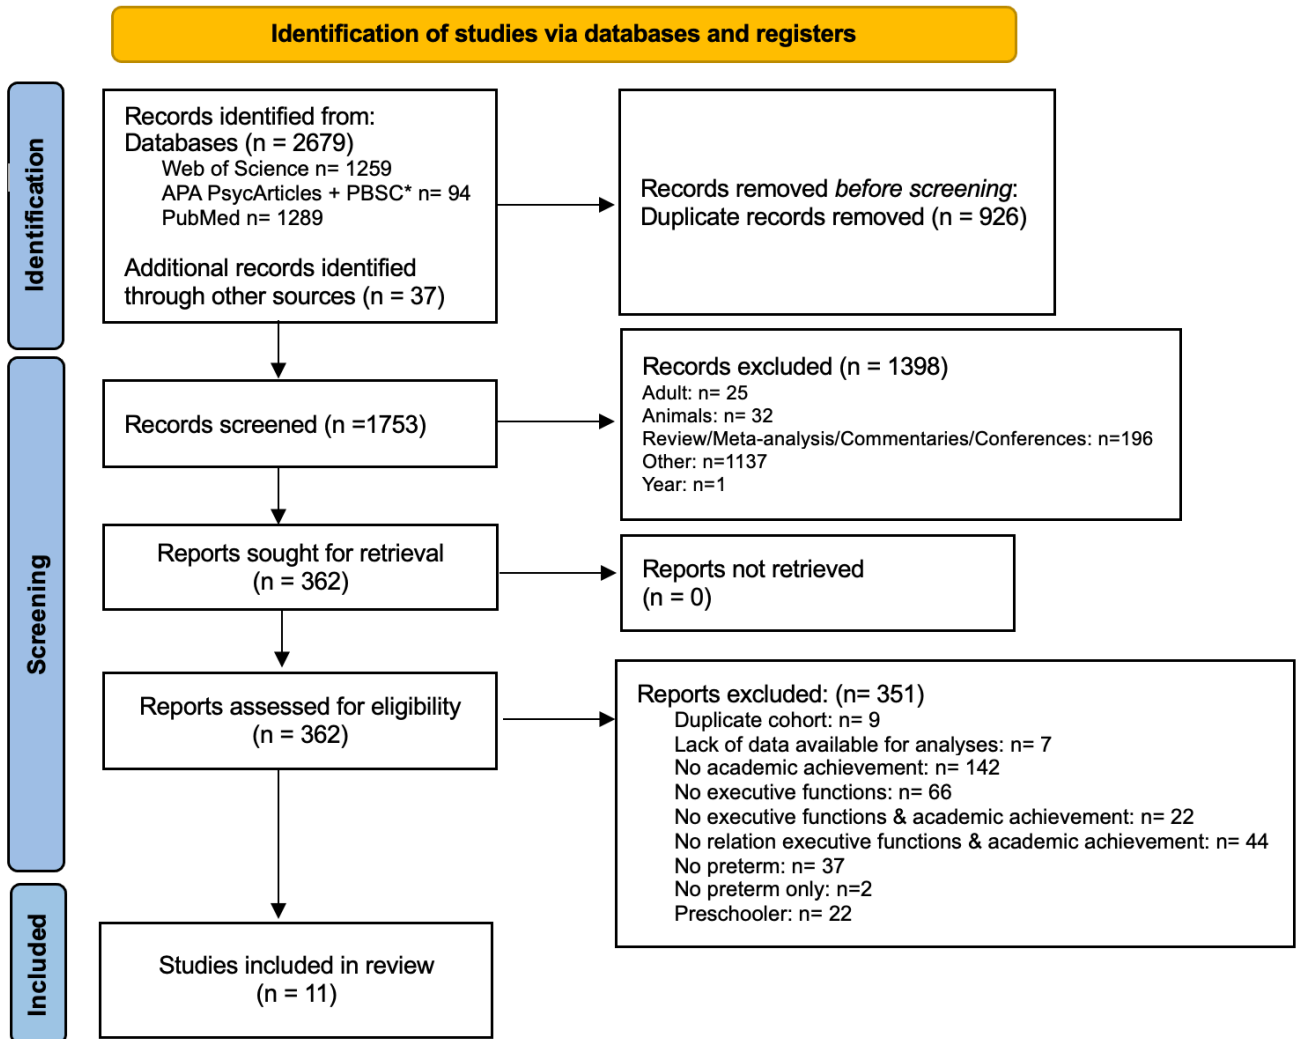 Identification of studies via databases and registers
Identification
Records identified from:
Databases (n = 2679)
Web of Science n= 1259
APA PsycArticles + PBSC* n= 94
PubMed n= 1289
Additional records identified
through other sources (n = 37)
Records removed before screening:
Duplicate records removed (n = 926)
Screening
Records screened (n =1753)
Records excluded (n = 1398)
Adult: n= 25
Animals: n= 32
Review/Meta-analysis/Commentaries/Conferences: n=196
Other: n=1137
Year: n=1
Reports sought for retrieval
(n = 362)
Reports not retrieved
(n = 0)
Reports assessed for eligibility
(n = 362)
Reports excluded: (n= 351)
Duplicate cohort: n= 9
Lack of data available for analyses: n= 7
No academic achievement: n= 142
No executive functions: n= 66
No executive functions & academic achievement: n= 22
No relation executive functions & academic achievement: n= 44
No preterm: n= 37
No preterm only: n=2
Preschooler: n= 22
Included
Studies included in review
(n = 11)